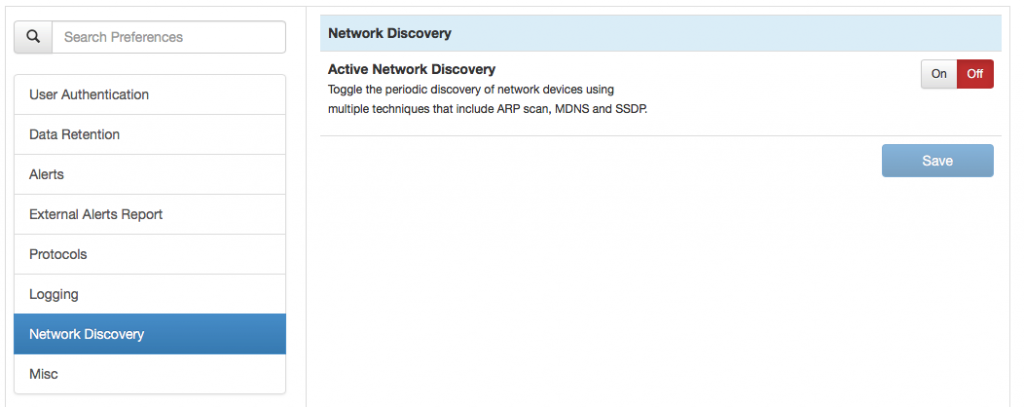 Search Preferences
User Authentication
Data Retention
Alerts
External Alerts Report
Protocols
Logging
Network Discovery
Misc
Network Discovery
Active Network Discovery
On Off
Toggle the periodic discovery of network devices using
multiple techniques that include ARP scan, MDNS and SSDP.
Save